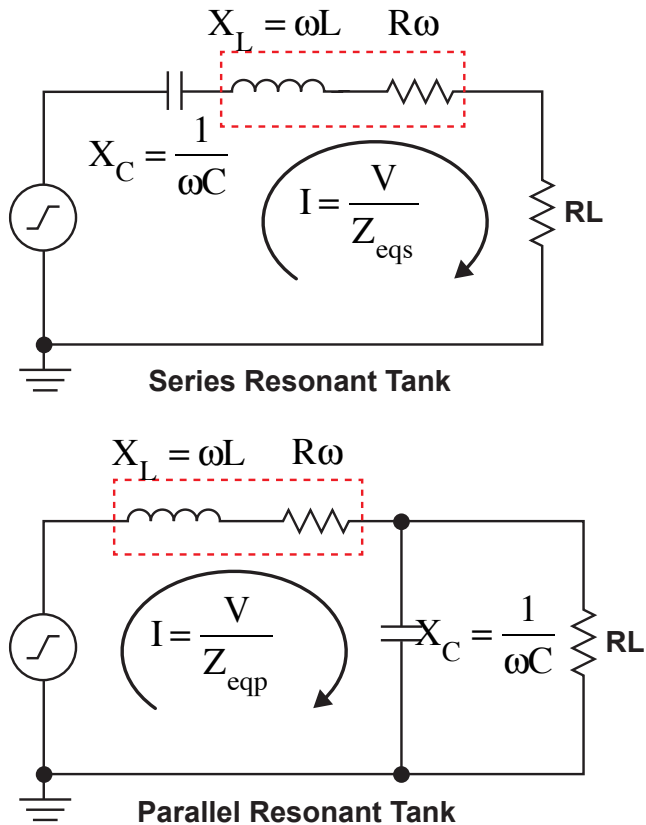 X_L = ωL Rω
X_C = 1/ωC
I = V/Z_eqs
RL
Series Resonant Tank
X_L = ωL Rω
I = V/Z_eqp
X_C = 1/ωC
RL
Parallel Resonant Tank